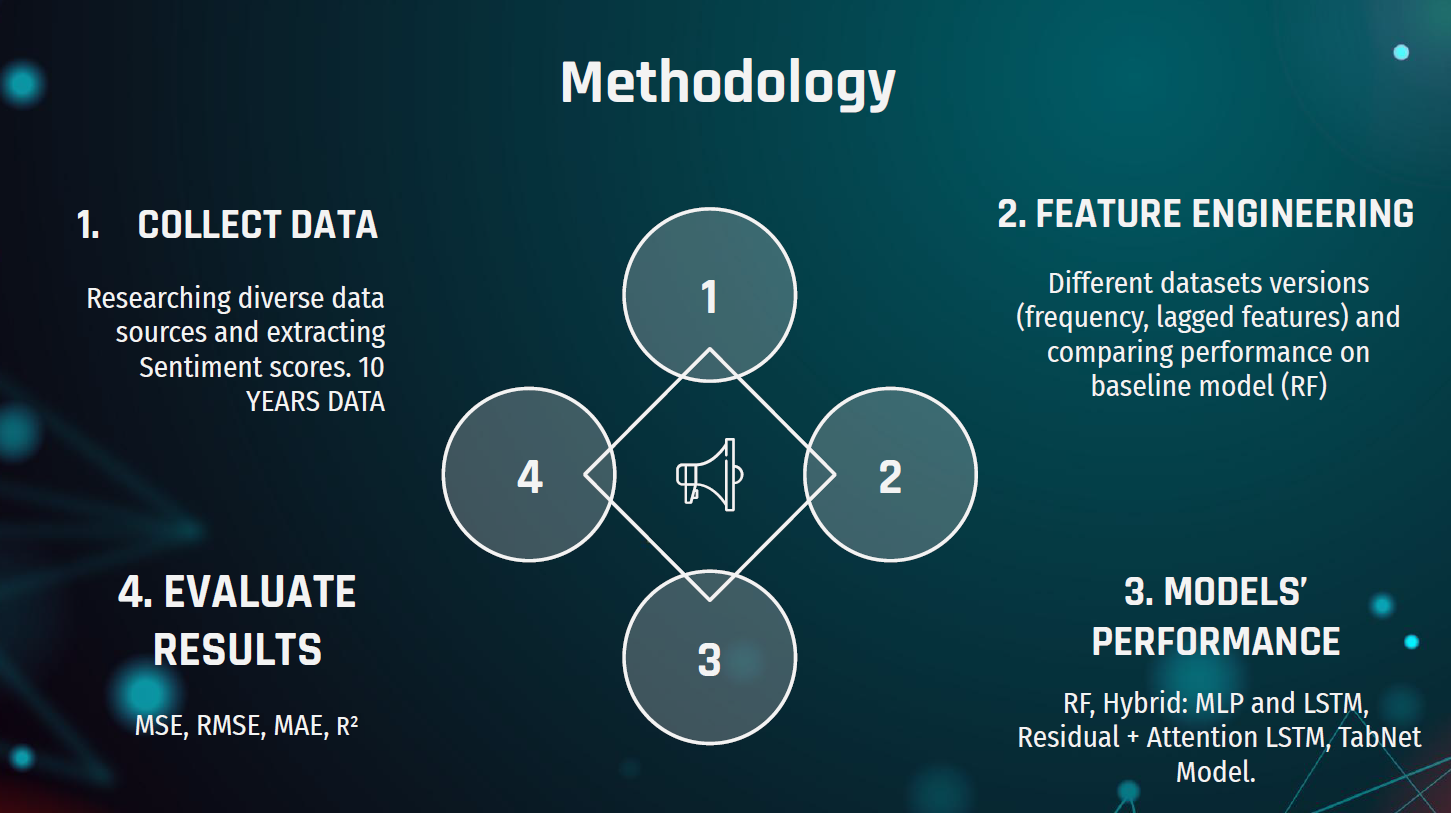 Methodology
1. COLLECT DATA
Researching diverse data
sources and extracting
Sentiment scores. 10
YEARS DATA
2. FEATURE ENGINEERING
Different datasets versions
(frequency, lagged features) and
comparing performance on
baseline model (RF)
1
4
2
3
4. EVALUATE
RESULTS
MSE, RMSE, MAE, R²
3. MODELS’
PERFORMANCE
RF, Hybrid: MLP and LSTM,
Residual + Attention LSTM, TabNet
Model.